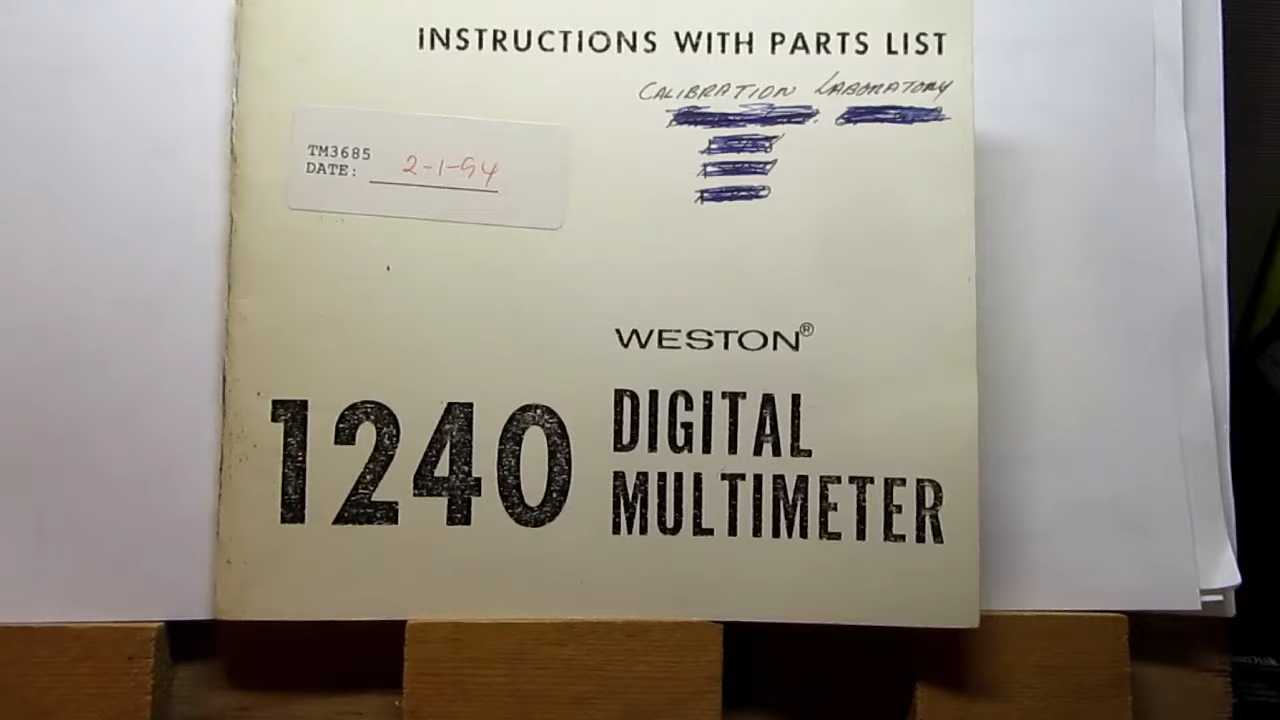 INSTRUCTIONS WITH PARTS LIST
CALIBRATION LABORATORY
TM3685
DATE: 2-1-94
WESTON®
1240 DIGITAL
MULTIMETER